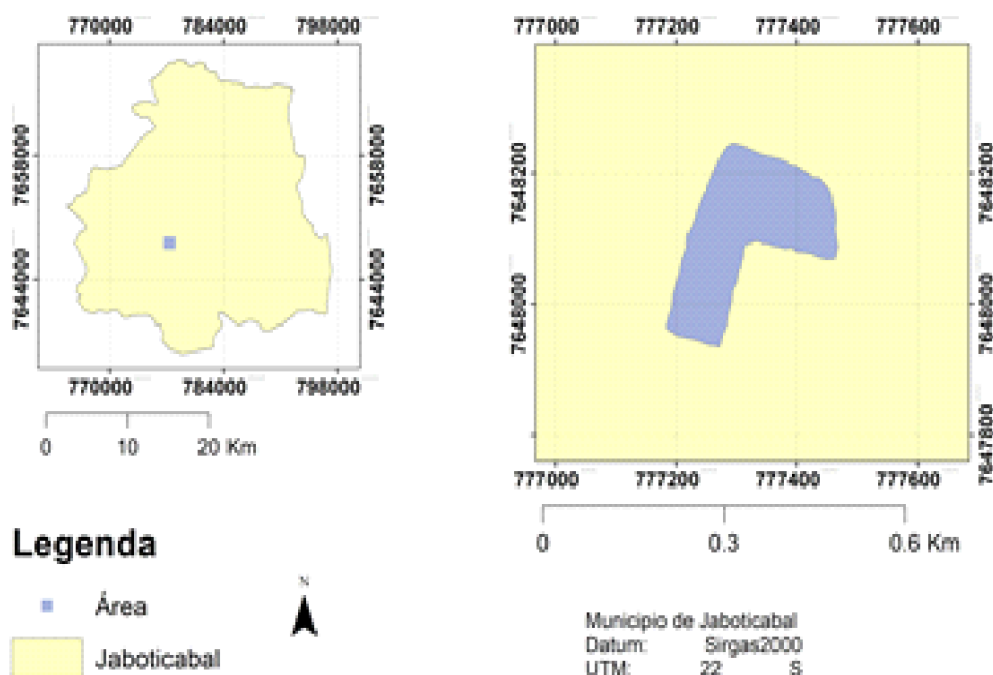 770000 784000 798000
7658000 7658000
7644000 7644000
770000 784000 798000
0 10 20 Km
777000 777200 777400 777600
7648200 7648200
7648000 7648000
7647800
777000 777200 777400 777600
0 0.3 0.6 Km
Legenda
Área
Jaboticabal
N
Municipio de Jaboticabal
Datum: Sirgas2000
UTM: 22 S